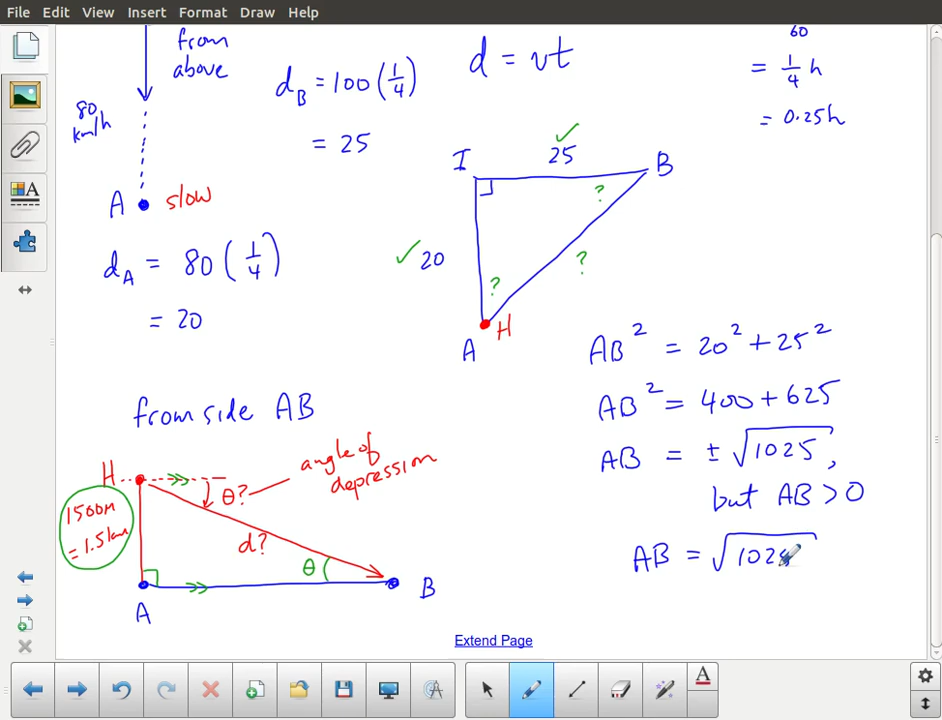 File Edit View Insert Format Draw Help
from
above
80
km/h
A slow
d_A = 80 (1/4)
= 20
d_B = 100 (1/4)
= 25
d = vt
60
= 1/4 h
= 0.25h
I 25 B
?
✓ 20 ?
?
H
A
AB² = 20² + 25²
AB² = 400 + 625
AB = ± √1025 ,
but AB > 0
AB = √1025
from side AB
angle of
depression
H
θ?
1500m
= 1.5km
d?
θ
A
B
Extend Page
A